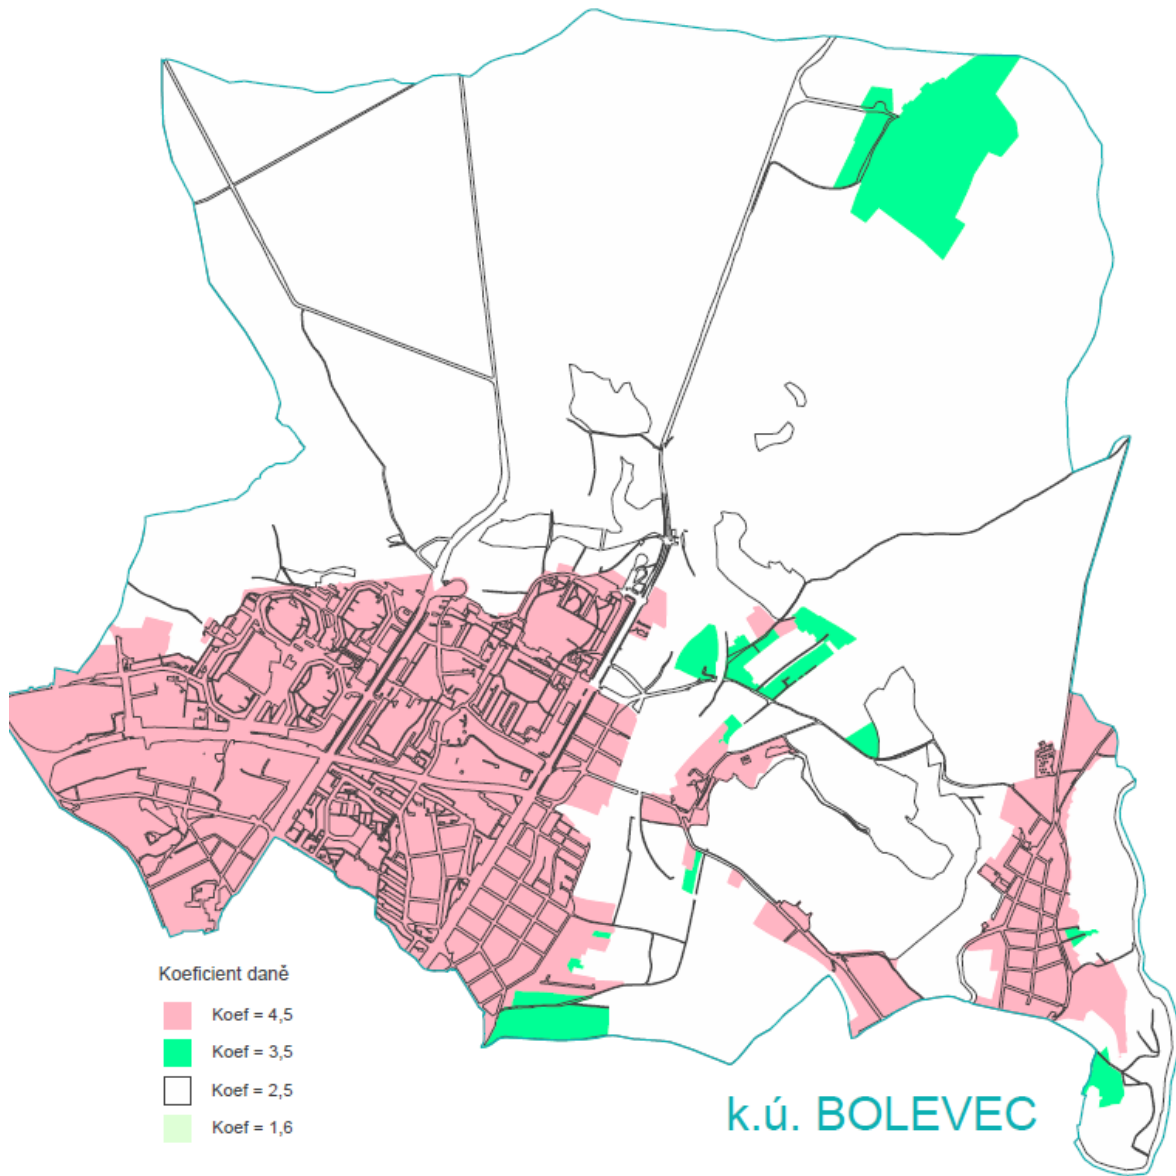 Koeficient daně
Koef = 4,5
Koef = 3,5
Koef = 2,5
Koef = 1,6
k.ú. BOLEVEC